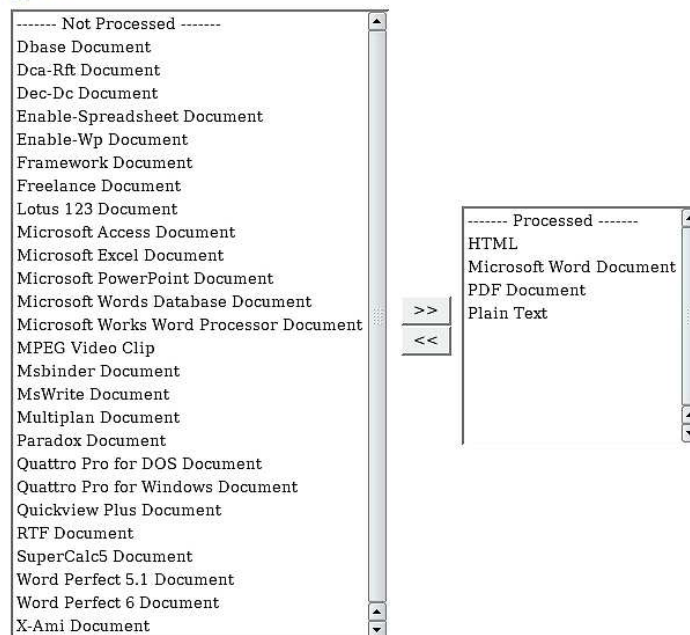 ------- Not Processed -------
Dbase Document
Dca-Rft Document
Dec-Dc Document
Enable-Spreadsheet Document
Enable-Wp Document
Framework Document
Freelance Document
Lotus 123 Document
Microsoft Access Document
Microsoft Excel Document
Microsoft PowerPoint Document
Microsoft Words Database Document
Microsoft Works Word Processor Document
MPEG Video Clip
Msbinder Document
MsWrite Document
Multiplan Document
Paradox Document
Quattro Pro for DOS Document
Quattro Pro for Windows Document
Quickview Plus Document
RTF Document
SuperCalc5 Document
Word Perfect 5.1 Document
Word Perfect 6 Document
X-Ami Document
>>
<<
------- Processed -------
HTML
Microsoft Word Document
PDF Document
Plain Text